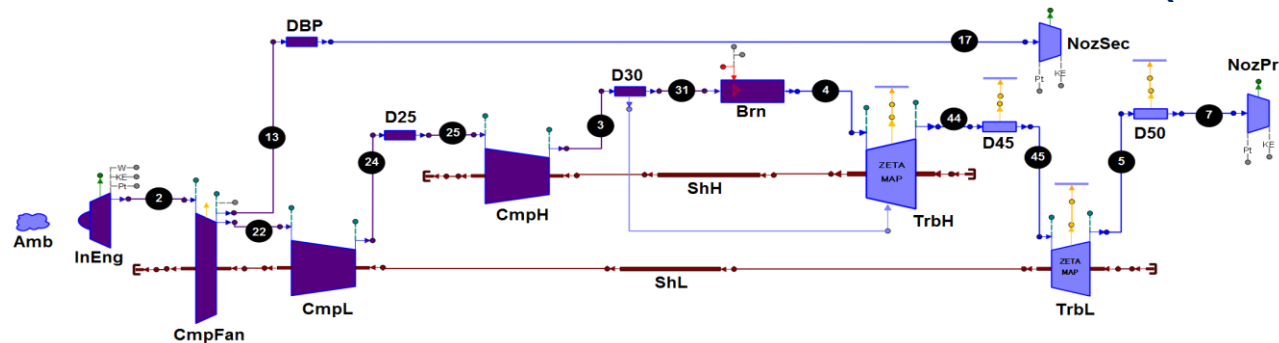 DBP
17
NozSec
Pt
KE
D30
31
Brn
4
D50
7
NozPr
Pt
KE
13
D25
25
3
44
D45
24
45
5
W
KE
Pt
2
ZETA
MAP
ShH
Amb
InEng
22
CmpH
TrbH
ZETA
MAP
ShL
CmpL
TrbL
CmpFan